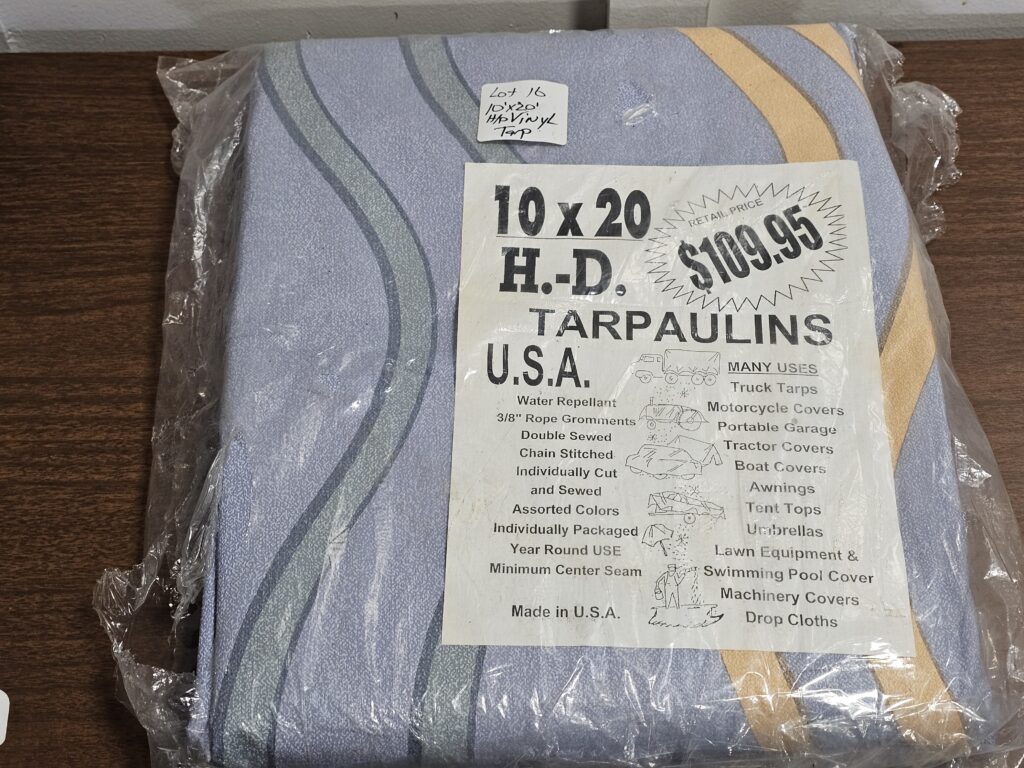 Lot 16
10'x20'
H/D Vinyl
Tarp
10 x 20
H.-D.
RETAIL PRICE
$109.95
TARPAULINS
U.S.A.
Water Repellant
3/8" Rope Gromments
Double Sewed
Chain Stitched
Individually Cut
and Sewed
Assorted Colors
Individually Packaged
Year Round USE
Minimum Center Seam
Made in U.S.A.
MANY USES
Truck Tarps
Motorcycle Covers
Portable Garage
Tractor Covers
Boat Covers
Awnings
Tent Tops
Umbrellas
Lawn Equipment &
Swimming Pool Cover
Machinery Covers
Drop Cloths